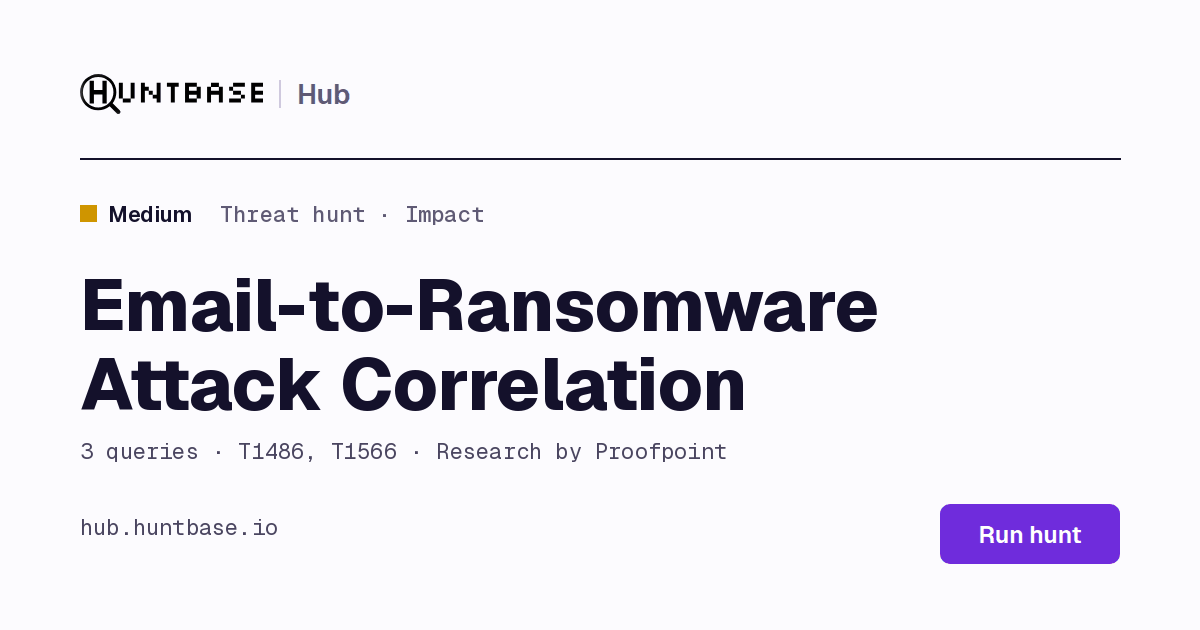 HUNTBASE Hub
Medium Threat hunt · Impact
Email-to-Ransomware
Attack Correlation
3 queries · T1486, T1566 · Research by Proofpoint
hub.huntbase.io
Run hunt